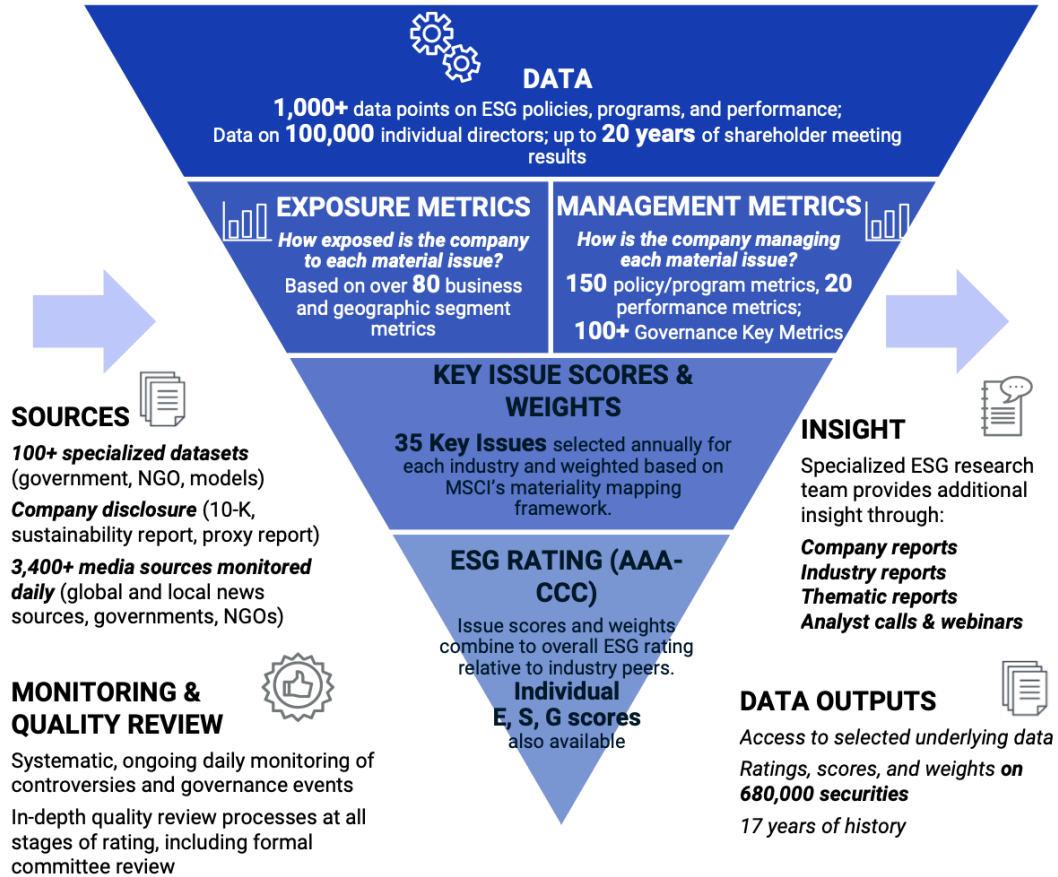 DATA
1,000+ data points on ESG policies, programs, and performance;
Data on 100,000 individual directors; up to 20 years of shareholder meeting
results
EXPOSURE METRICS
How exposed is the company
to each material issue?
Based on over 80 business
and geographic segment
metrics
MANAGEMENT METRICS
How is the company managing
each material issue?
150 policy/program metrics, 20
performance metrics;
100+ Governance Key Metrics
KEY ISSUE SCORES &
WEIGHTS
35 Key Issues selected annually for
each industry and weighted based on
MSCI's materiality mapping
framework.
ESG RATING (AAA-
CCC)
Issue scores and weights
combine to overall ESG rating
relative to industry peers.
Individual
E, S, G scores
also available
SOURCES
100+ specialized datasets
(government, NGO, models)
Company disclosure (10-K,
sustainability report, proxy report)
3,400+ media sources monitored
daily (global and local news
sources, governments, NGOs)
MONITORING &
QUALITY REVIEW
Systematic, ongoing daily monitoring of
controversies and governance events
In-depth quality review processes at all
stages of rating, including formal
committee review
INSIGHT
Specialized ESG research
team provides additional
insight through:
Company reports
Industry reports
Thematic reports
Analyst calls & webinars
DATA OUTPUTS
Access to selected underlying data
Ratings, scores, and weights on
680,000 securities
17 years of history